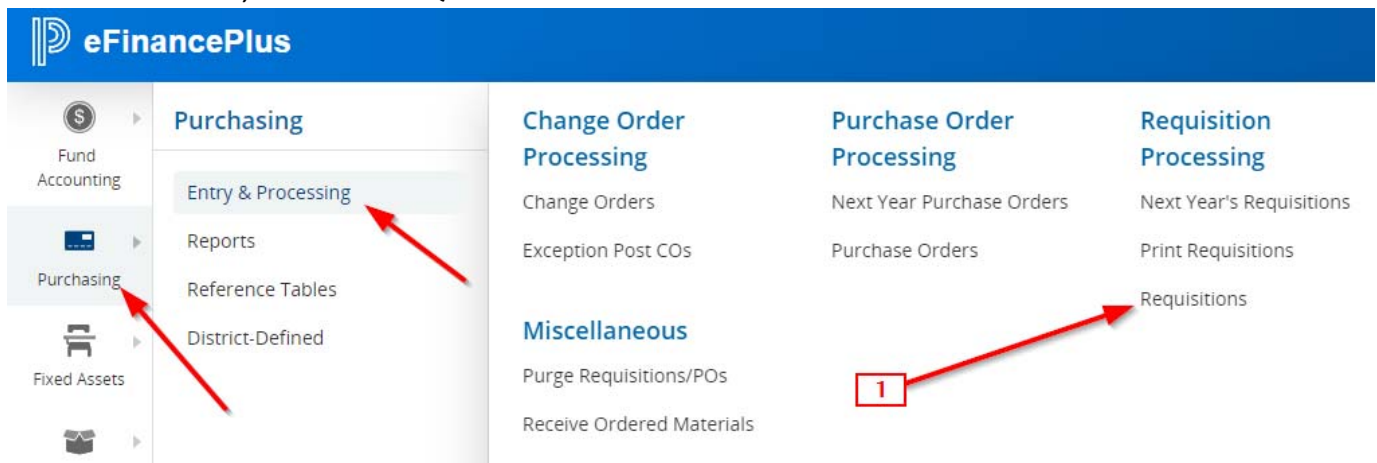 eFinancePlus
Fund
Accounting
Purchasing
Fixed Assets
Purchasing
Entry & Processing
Reports
Reference Tables
District-Defined
Change Order
Processing
Change Orders
Exception Post COs
Miscellaneous
Purge Requisitions/POs
Receive Ordered Materials
Purchase Order
Processing
Next Year Purchase Orders
Purchase Orders
Requisition
Processing
Next Year's Requisitions
Print Requisitions
Requisitions
1